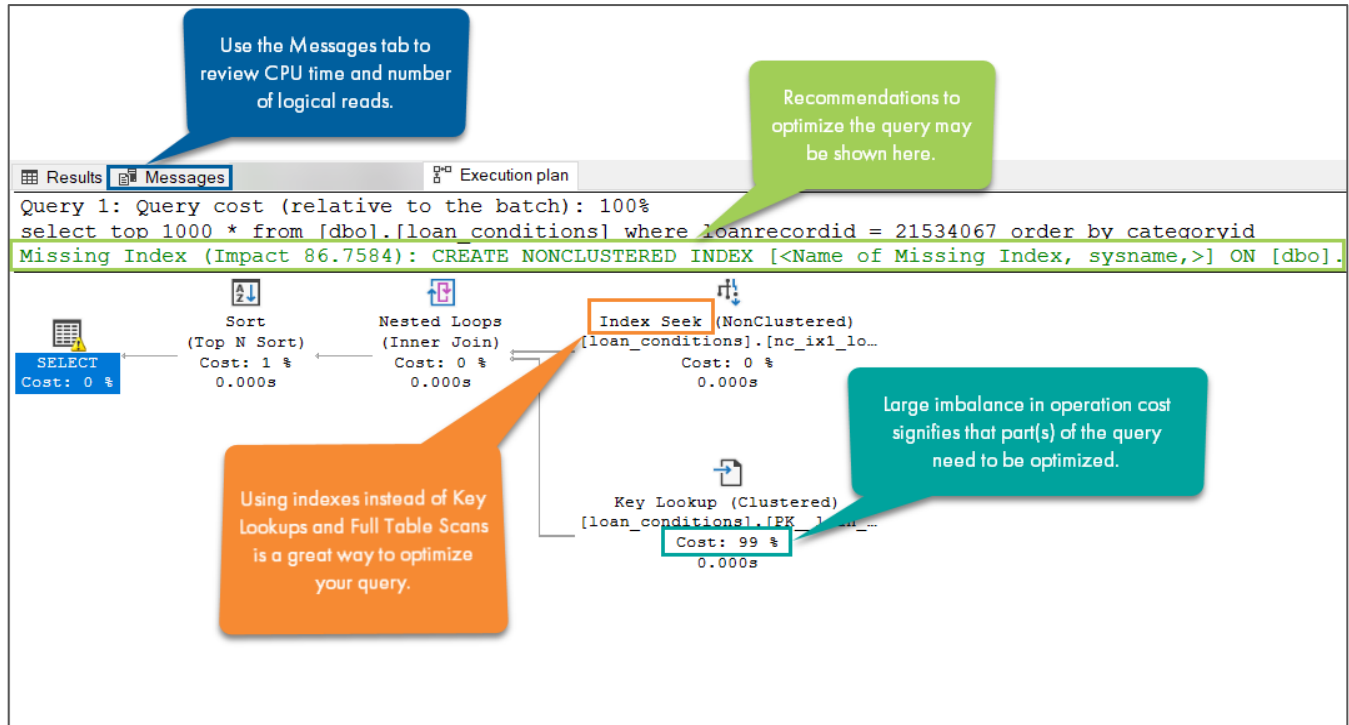 Use the Messages tab to
review CPU time and number
of logical reads.
Recommendations to
optimize the query may
be shown here.
Results Messages Execution plan
Query 1: Query cost (relative to the batch): 100%
select top 1000 * from [dbo].[loan_conditions] where loanrecordid = 21534067 order by categoryid
Missing Index (Impact 86.7584): CREATE NONCLUSTERED INDEX [<Name of Missing Index, sysname,>] ON [dbo].
SELECT
Cost: 0 %
Sort
(Top N Sort)
Cost: 1 %
0.000s
Nested Loops
(Inner Join)
Cost: 0 %
0.000s
Index Seek (NonClustered)
[loan_conditions].[nc_ix1_lo…
Cost: 0 %
0.000s
Large imbalance in operation cost
signifies that part(s) of the query
need to be optimized.
Using indexes instead of Key
Lookups and Full Table Scans
is a great way to optimize
your query.
Key Lookup (Clustered)
[loan_conditions].[PK_
Cost: 99 %
0.000s